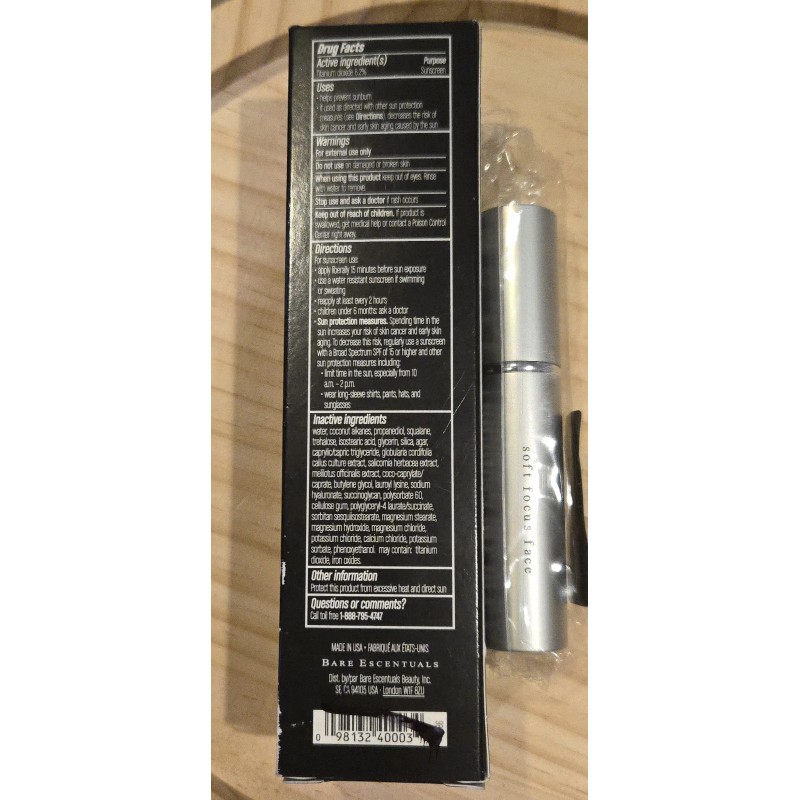 Drug Facts
Active ingredient(s) Purpose
Titanium dioxide 5.2% Sunscreen
Uses
• helps prevent sunburn
• if used as directed with other sun protection
measures (see Directions), decreases the risk of
skin cancer and early skin aging caused by the sun
Warnings
For external use only
Do not use on damaged or broken skin
When using this product keep out of eyes. Rinse
with water to remove.
Stop use and ask a doctor if rash occurs
Keep out of reach of children. If product is
swallowed, get medical help or contact a Poison Control
Center right away.
Directions
For sunscreen use:
• apply liberally 15 minutes before sun exposure
• use a water resistant sunscreen if swimming
or sweating
• reapply at least every 2 hours
• children under 6 months: ask a doctor
• Sun protection measures. Spending time in the
sun increases your risk of skin cancer and early skin
aging. To decrease this risk, regularly use a sunscreen
with a Broad Spectrum SPF of 15 or higher and other
sun protection measures including:
• limit time in the sun, especially from 10
a.m. - 2 p.m.
• wear long-sleeve shirts, pants, hats, and
sunglasses
Inactive ingredients
water, coconut alkanes, propanediol, squalane,
trehalose, isostearic acid, glycerin, silica, agar,
caprylic/capric triglyceride, globularia cordifolia
callus culture extract, salicornia herbacea extract,
melilotus officinalis extract, coco-caprylate/
caprate, butylene glycol, lauroyl lysine, sodium
hyaluronate, succinoglycan, polysorbate 60,
cellulose gum, polyglyceryl-4 laurate/succinate,
sorbitan sesquiisostearate, magnesium stearate,
magnesium hydroxide, magnesium chloride,
potassium chloride, calcium chloride, potassium
sorbate, phenoxyethanol. may contain: titanium
dioxide, iron oxides.
Other information
Protect this product from excessive heat and direct sun
Questions or comments?
Call toll free 1-888-795-4747
MADE IN USA • FABRIQUÉ AUX ÉTATS-UNIS
BARE ESCENTUALS
Dist. by/par Bare Escentuals Beauty, Inc.
SF, CA 94105 USA · London W1F 8ZU
0 98132 40003
soft focus face